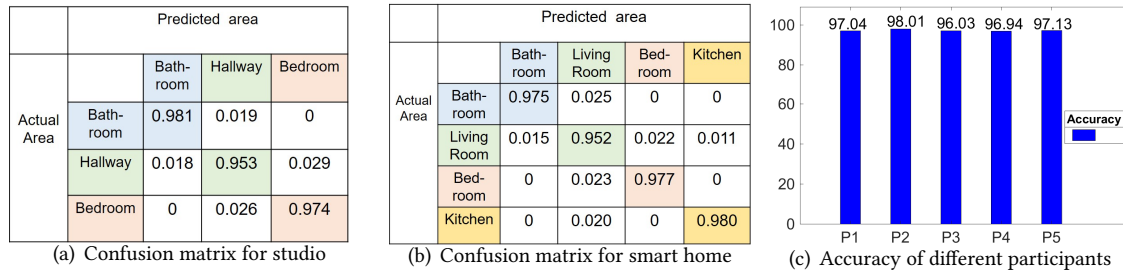 Predicted area
Bath-
room
Hallway
Bedroom
Actual
Area
Bath-
room
0.981
0.019
0
Hallway
0.018
0.953
0.029
Bedroom
0
0.026
0.974
(a) Confusion matrix for studio
Predicted area
Bath-
room
Living
Room
Bed-
room
Kitchen
Actual
Area
Bath-
room
0.975
0.025
0
0
Living
Room
0.015
0.952
0.022
0.011
Bed-
room
0
0.023
0.977
0
Kitchen
0
0.020
0
0.980
(b) Confusion matrix for smart home
100
80
60
40
20
0
97.04
98.01
96.03
96.94
97.13
Accuracy
P1
P2
P3
P4
P5
(c) Accuracy of different participants